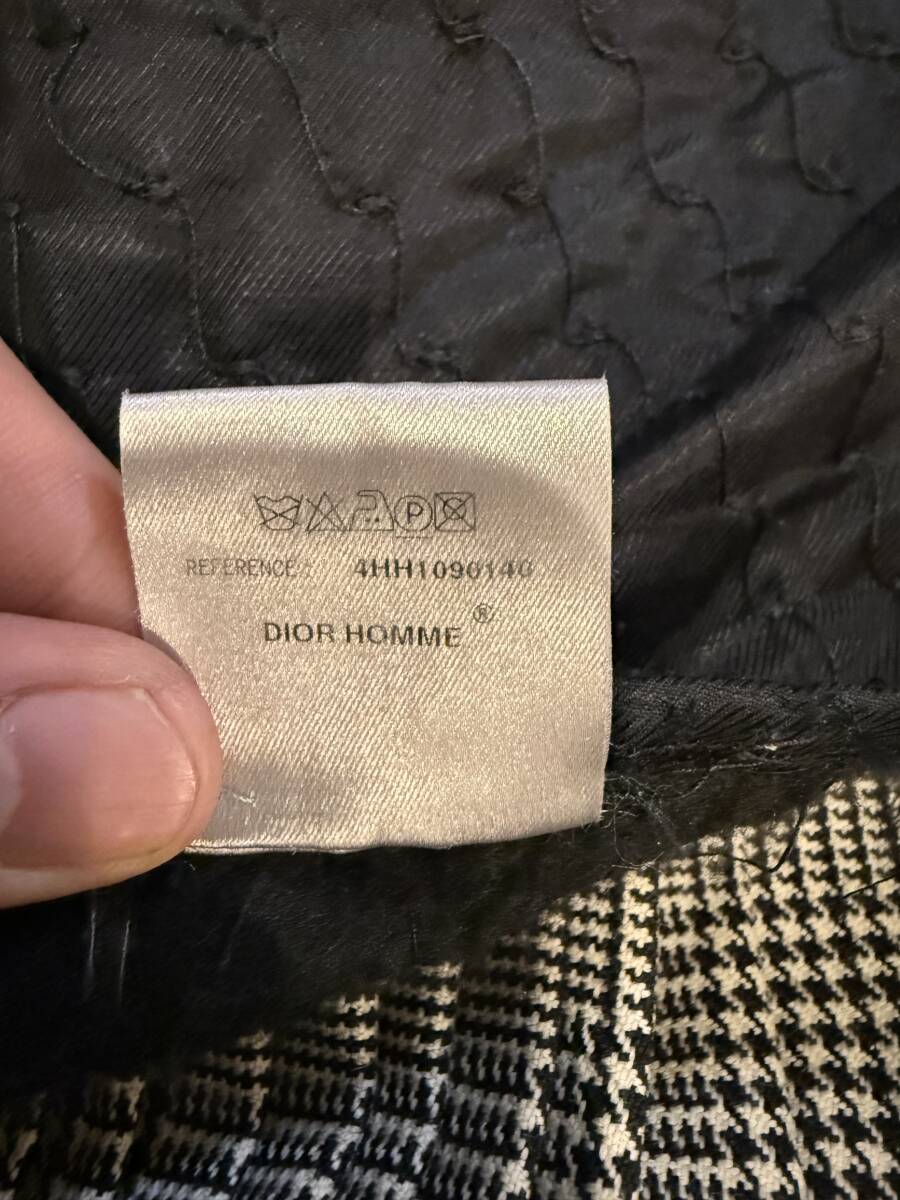 P
REFERENCE : 4HH1090140
DIOR HOMME ®